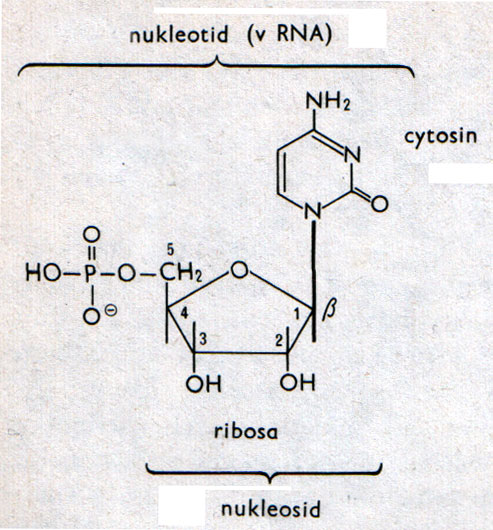 nukleotid (v RNA)
NH₂
cytosin
N
O
N
O
5
HO–P–O–CH₂
O
O⊖
4
1
β
3
2
OH
OH
ribosa
nukleosid